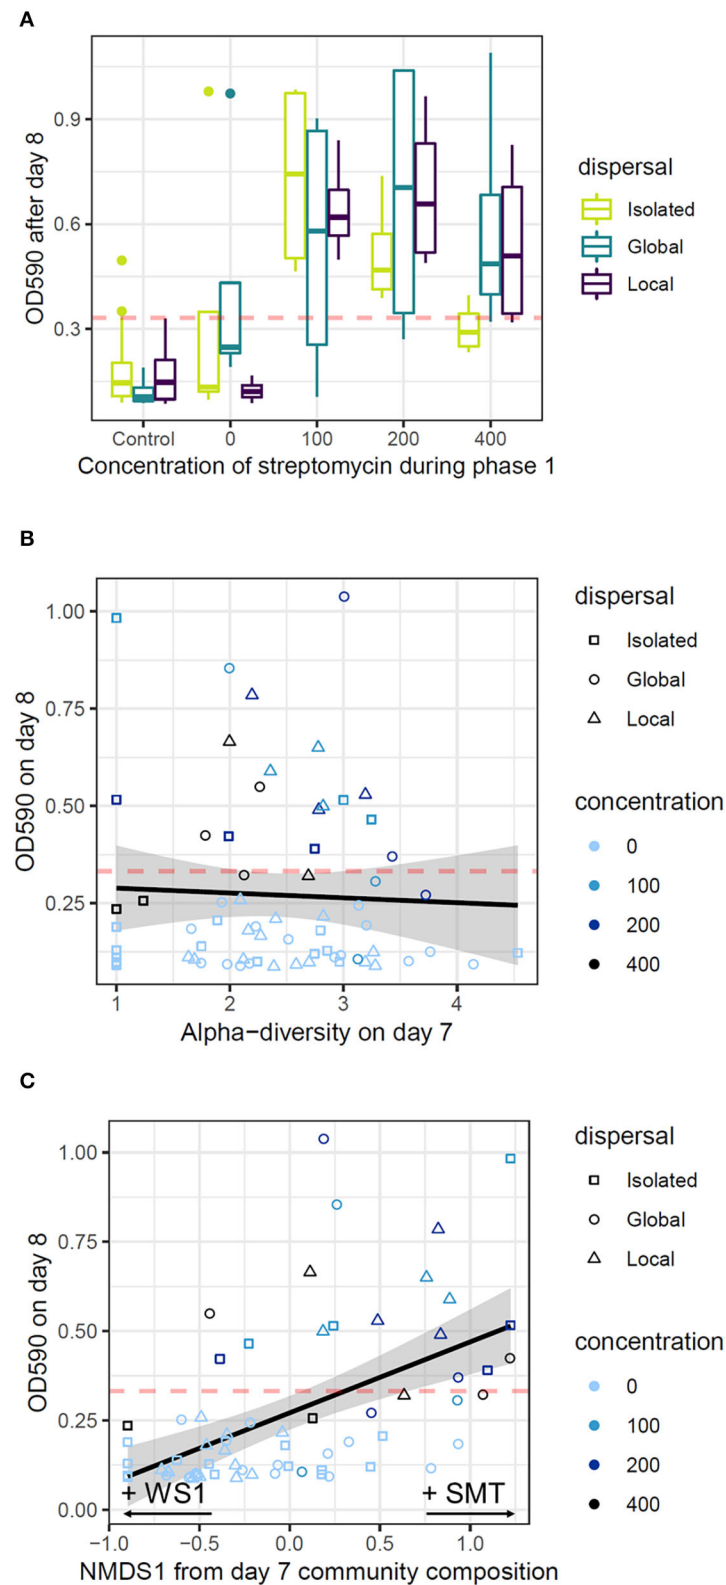 A
OD590 after day 8
0.9
0.6
0.3
Control 0 100 200 400
Concentration of streptomycin during phase 1
dispersal
Isolated
Global
Local
B
OD590 on day 8
1.00
0.75
0.50
0.25
1 2 3 4
Alpha−diversity on day 7
dispersal
Isolated
Global
Local
concentration
0
100
200
400
C
OD590 on day 8
1.00
0.75
0.50
0.25
0.00
+ WS1 + SMT
−1.0 −0.5 0.0 0.5 1.0
NMDS1 from day 7 community composition
dispersal
Isolated
Global
Local
concentration
0
100
200
400